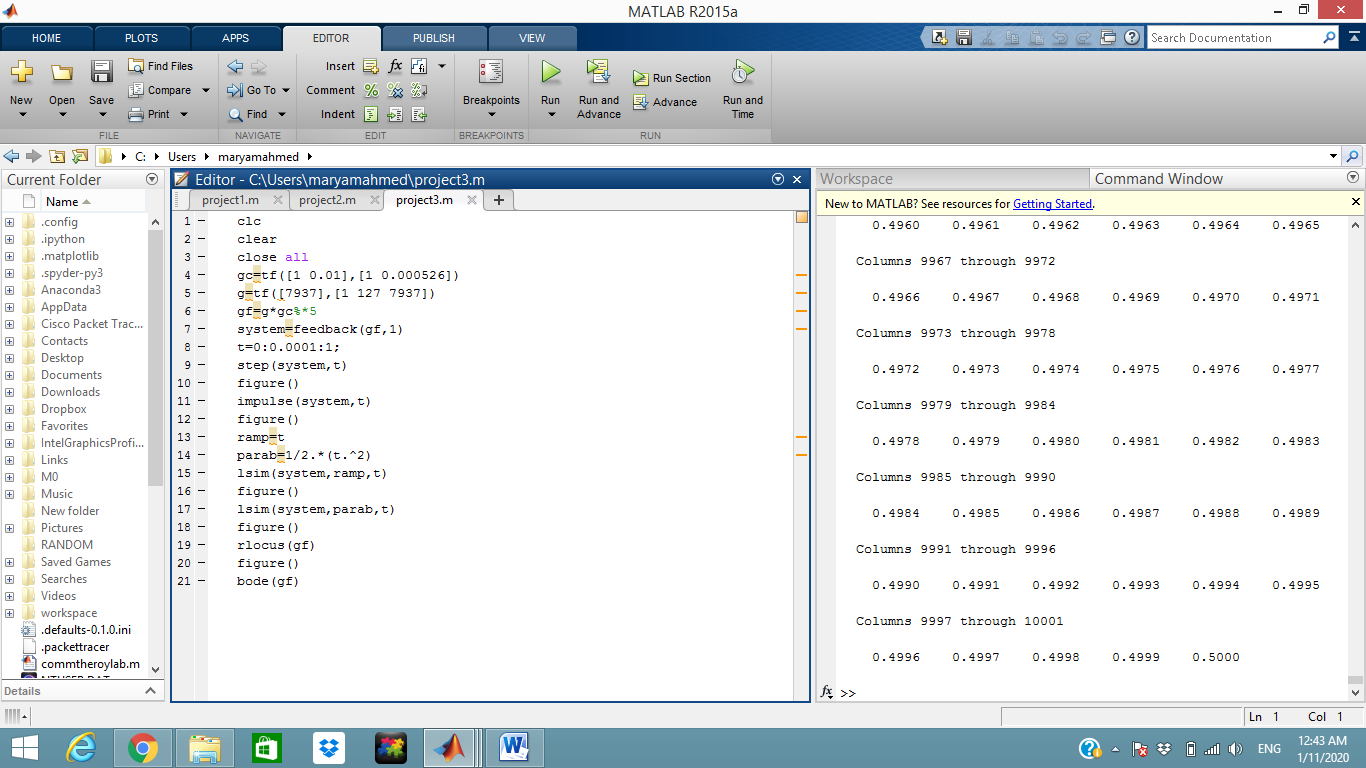 MATLAB R2015a
HOME PLOTS APPS EDITOR PUBLISH VIEW
Search Documentation
New Open Save Find Files Compare Print
Go To Find
Insert fx
Comment
Indent
Breakpoints
Run Run and Advance Run Section Advance Run and Time
FILE NAVIGATE EDIT BREAKPOINTS RUN
C: Users maryamahmed
Current Folder
Name
.config
.ipython
.matplotlib
.spyder-py3
Anaconda3
AppData
Cisco Packet Trac...
Contacts
Desktop
Documents
Downloads
Dropbox
Favorites
IntelGraphicsProfi...
Links
M0
Music
New folder
Pictures
RANDOM
Saved Games
Searches
Videos
workspace
.defaults-0.1.0.ini
.packettracer
commtheroylab.m
Details
Editor - C:\Users\maryamahmed\project3.m
project1.m project2.m project3.m
1 clc
2 clear
3 close all
4 gc=tf([1 0.01],[1 0.000526])
5 g=tf([7937],[1 127 7937])
6 gf=g*gc%*5
7 system=feedback(gf,1)
8 t=0:0.0001:1;
9 step(system,t)
10 figure()
11 impulse(system,t)
12 figure()
13 ramp=t
14 parab=1/2.*(t.^2)
15 lsim(system,ramp,t)
16 figure()
17 lsim(system,parab,t)
18 figure()
19 rlocus(gf)
20 figure()
21 bode(gf)
Workspace
Command Window
New to MATLAB? See resources for Getting Started.
0.4960 0.4961 0.4962 0.4963 0.4964 0.4965
Columns 9967 through 9972
0.4966 0.4967 0.4968 0.4969 0.4970 0.4971
Columns 9973 through 9978
0.4972 0.4973 0.4974 0.4975 0.4976 0.4977
Columns 9979 through 9984
0.4978 0.4979 0.4980 0.4981 0.4982 0.4983
Columns 9985 through 9990
0.4984 0.4985 0.4986 0.4987 0.4988 0.4989
Columns 9991 through 9996
0.4990 0.4991 0.4992 0.4993 0.4994 0.4995
Columns 9997 through 10001
0.4996 0.4997 0.4998 0.4999 0.5000
fx >>
Ln 1 Col 1
ENG
12:43 AM
1/11/2020